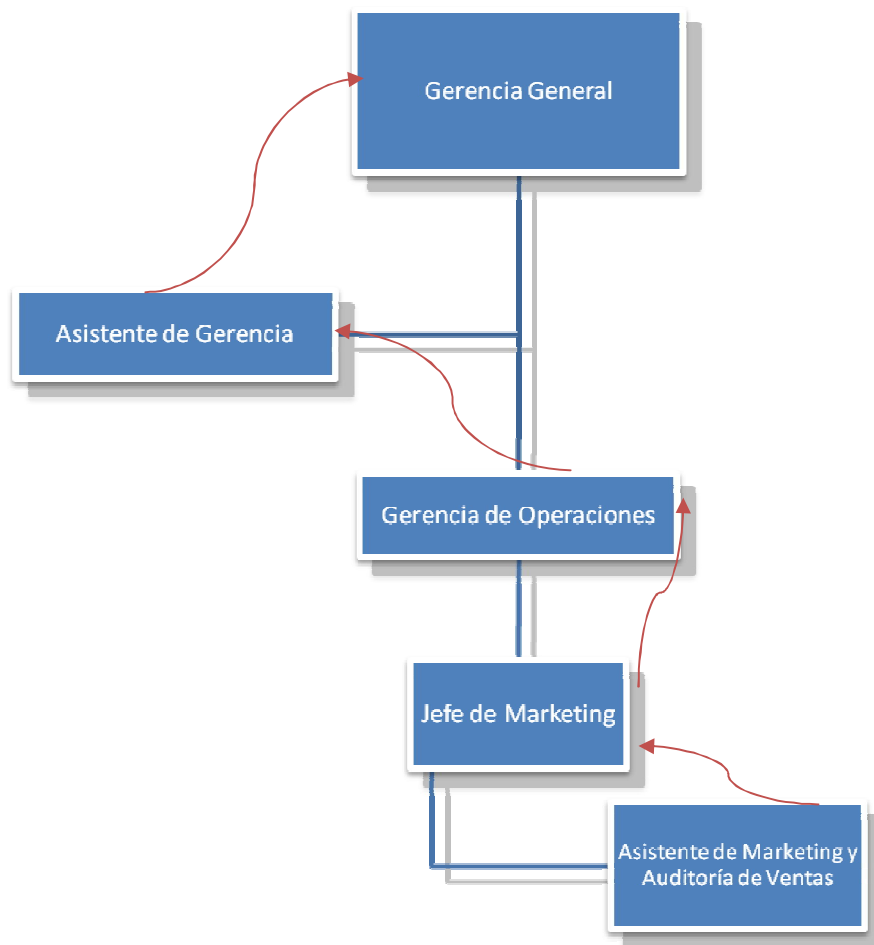 Gerencia General
Asistente de Gerencia
Gerencia de Operaciones
Jefe de Marketing
Asistente de Marketing y
Auditoría de Ventas